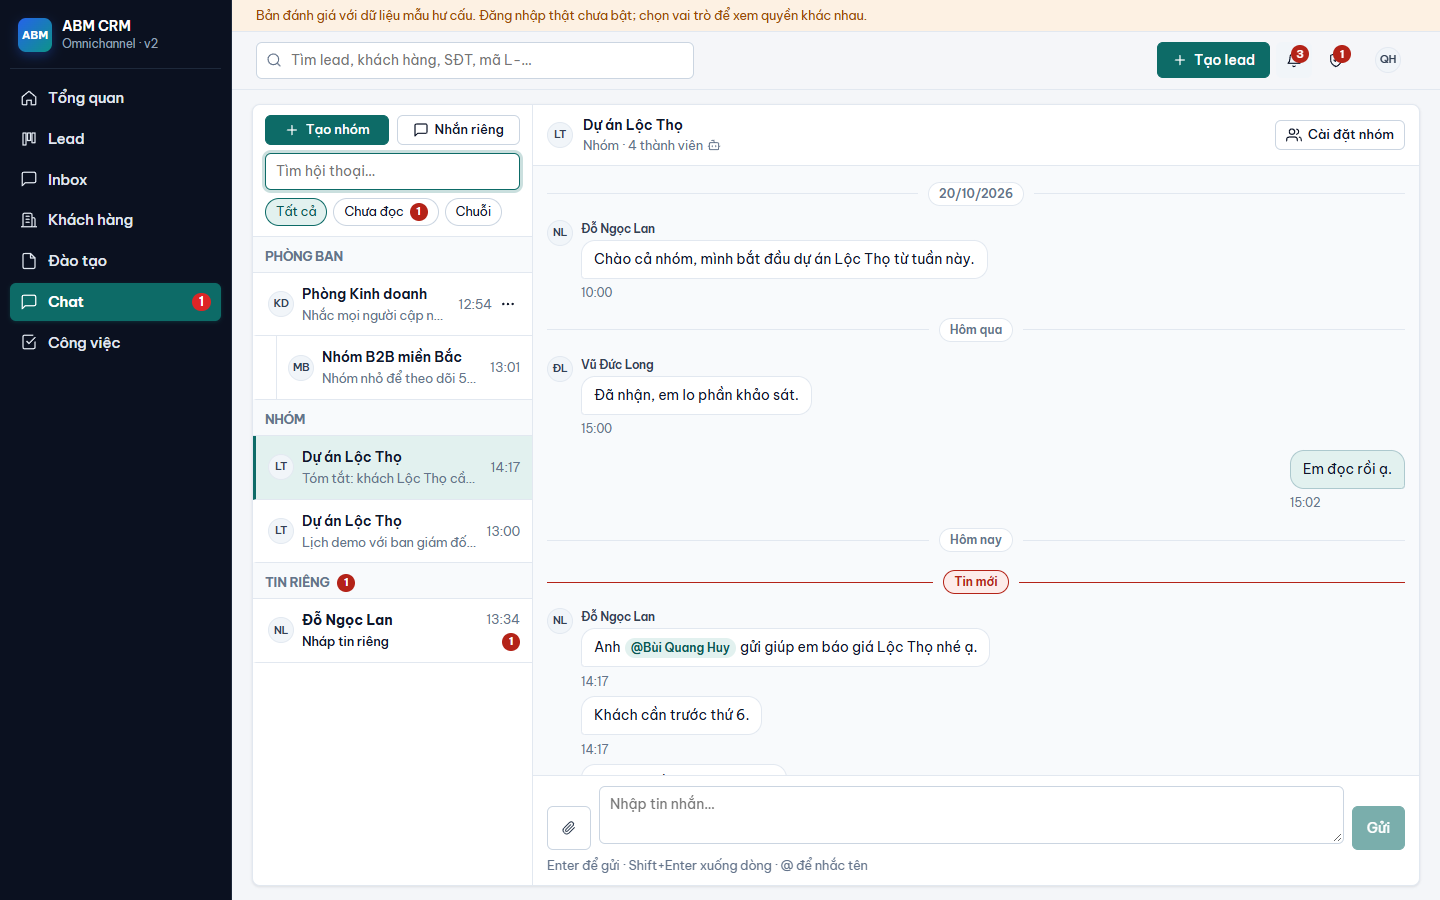 ABM
ABM CRM
Omnichannel · v2
Tổng quan
Lead
Inbox
Khách hàng
Đào tạo
Chat
1
Công việc
Bản đánh giá với dữ liệu mẫu hư cấu. Đăng nhập thật chưa bật; chọn vai trò để xem quyền khác nhau.
Tìm lead, khách hàng, SĐT, mã L-...
Tạo lead
3
1
QH
Tạo nhóm
Nhắn riêng
Tìm hội thoại...
Tất cả
Chưa đọc 1
Chuỗi
PHÒNG BAN
KD
Phòng Kinh doanh
12:54
Nhắc mọi người cập n...
MB
Nhóm B2B miền Bắc
13:01
Nhóm nhỏ để theo dõi 5...
NHÓM
LT
Dự án Lộc Thọ
14:17
Tóm tắt: khách Lộc Thọ cầ...
LT
Dự án Lộc Thọ
13:00
Lịch demo với ban giám đố...
TIN RIÊNG 1
NL
Đỗ Ngọc Lan
13:34
Nháp tin riêng
1
LT
Dự án Lộc Thọ
Nhóm · 4 thành viên
Cài đặt nhóm
20/10/2026
NL
Đỗ Ngọc Lan
Chào cả nhóm, mình bắt đầu dự án Lộc Thọ từ tuần này.
10:00
Hôm qua
ĐL
Vũ Đức Long
Đã nhận, em lo phần khảo sát.
15:00
Em đọc rồi ạ.
15:02
Hôm nay
Tin mới
NL
Đỗ Ngọc Lan
Anh @Bùi Quang Huy gửi giúp em báo giá Lộc Thọ nhé ạ.
14:17
Khách cần trước thứ 6.
14:17
Nhập tin nhắn...
Gửi
Enter để gửi · Shift+Enter xuống dòng · @ để nhắc tên